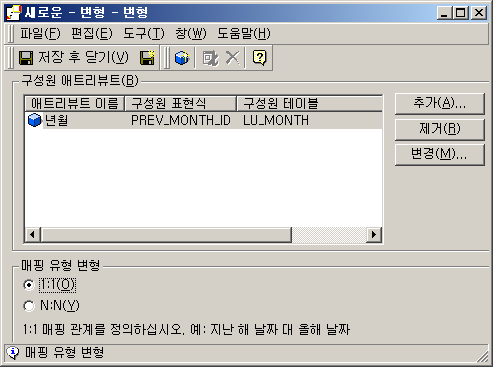 새로운 - 변형 - 변형
파일(F) 편집(E) 도구(T) 창(W) 도움말(H)
저장 후 닫기(V)
구성원 애트리뷰트(B)
애트리뷰트 이름 구성원 표현식 구성원 테이블
년월 PREV_MONTH_ID LU_MONTH
추가(A)...
제거(R)
변경(M)...
매핑 유형 변형
1:1(O)
N:N(Y)
1:1 매핑 관계를 정의하십시오. 예: 지난 해 날짜 대 올해 날짜
매핑 유형 변형